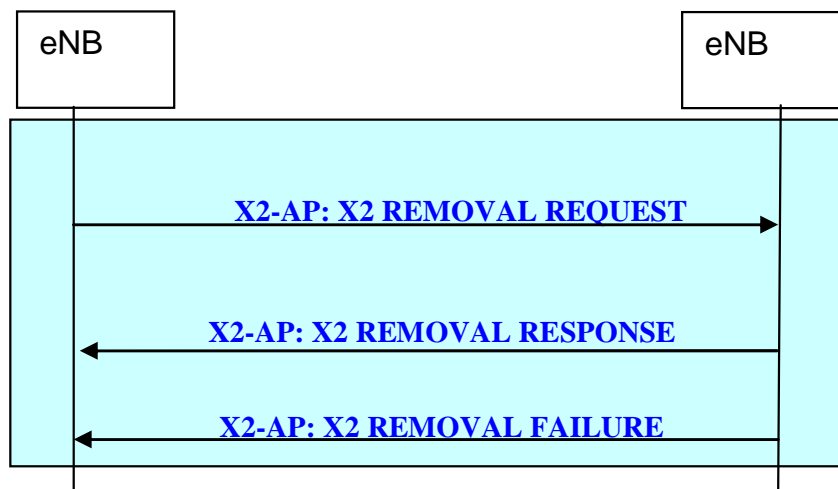 eNB
eNB
X2-AP: X2 REMOVAL REQUEST
X2-AP: X2 REMOVAL RESPONSE
X2-AP: X2 REMOVAL FAILURE